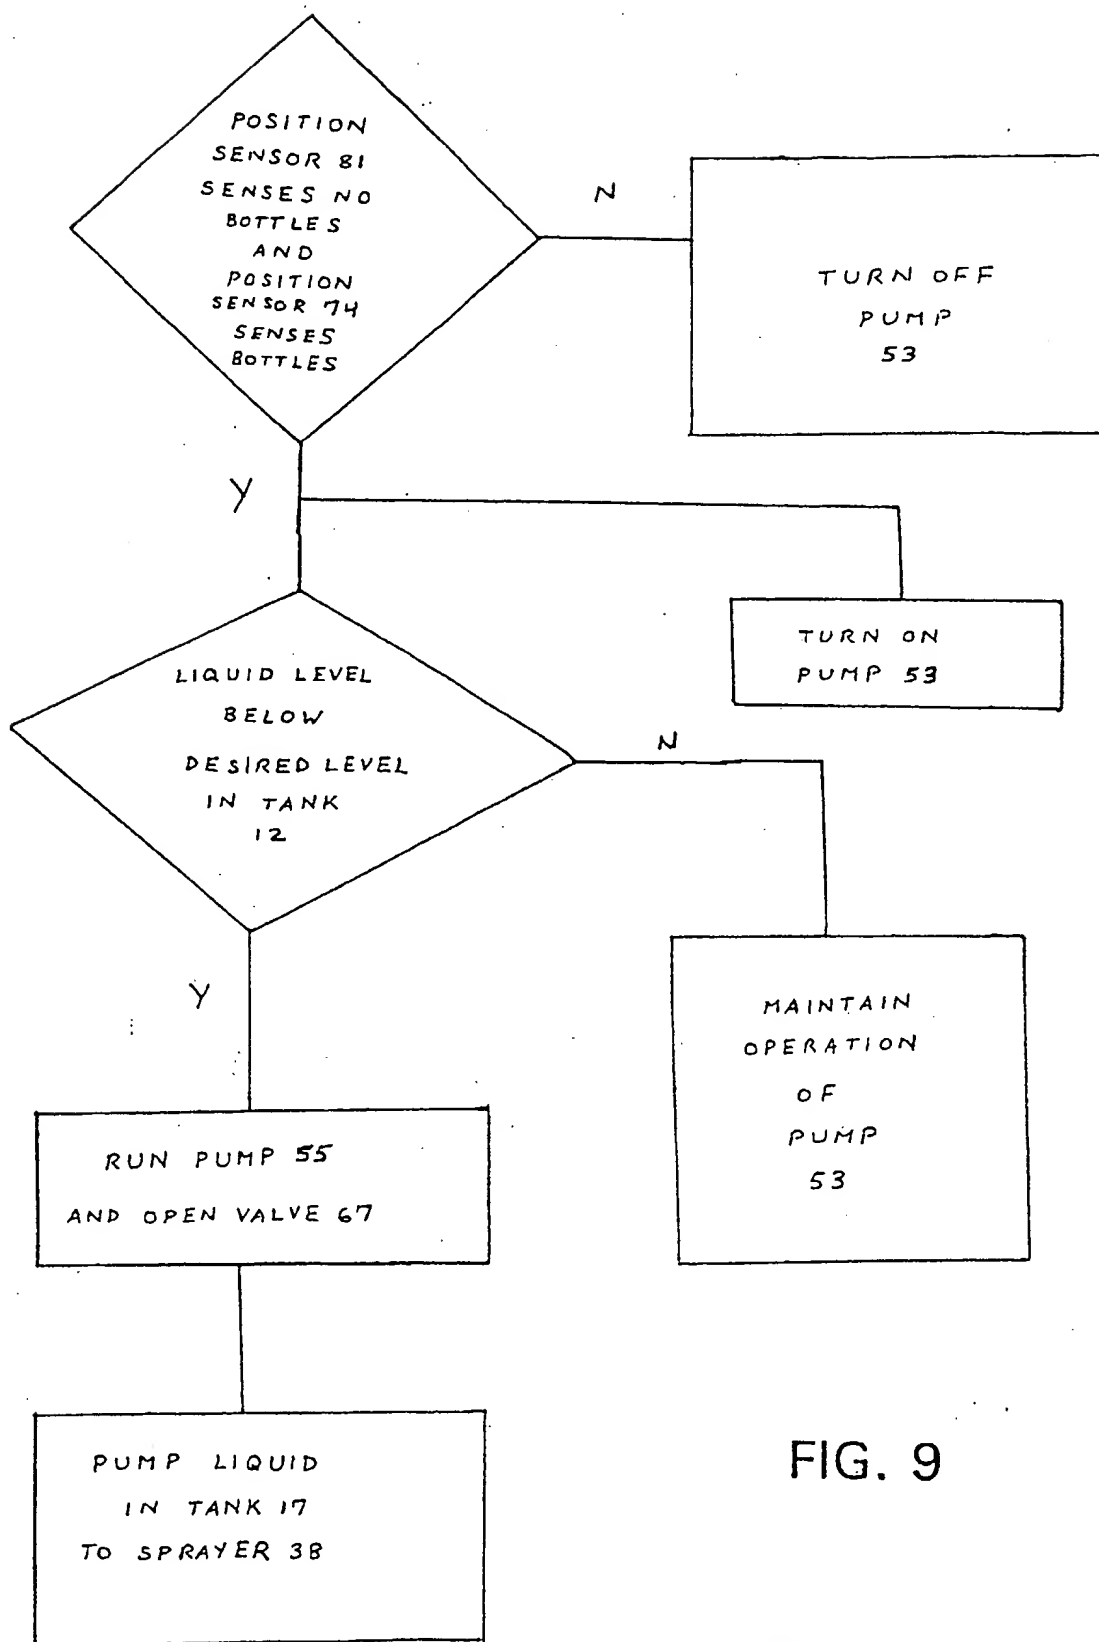 POSITION
SENSOR 81
SENSES NO
BOTTLES
AND
POSITION
SENSOR 74
SENSES
BOTTLES
N
TURN OFF
PUMP
53
Y
TURN ON
PUMP 53
LIQUID LEVEL
BELOW
DESIRED LEVEL
IN TANK
12
N
Y
MAINTAIN
OPERATION
OF
PUMP
53
RUN PUMP 55
AND OPEN VALVE 67
PUMP LIQUID
IN TANK 17
TO SPRAYER 38
FIG. 9